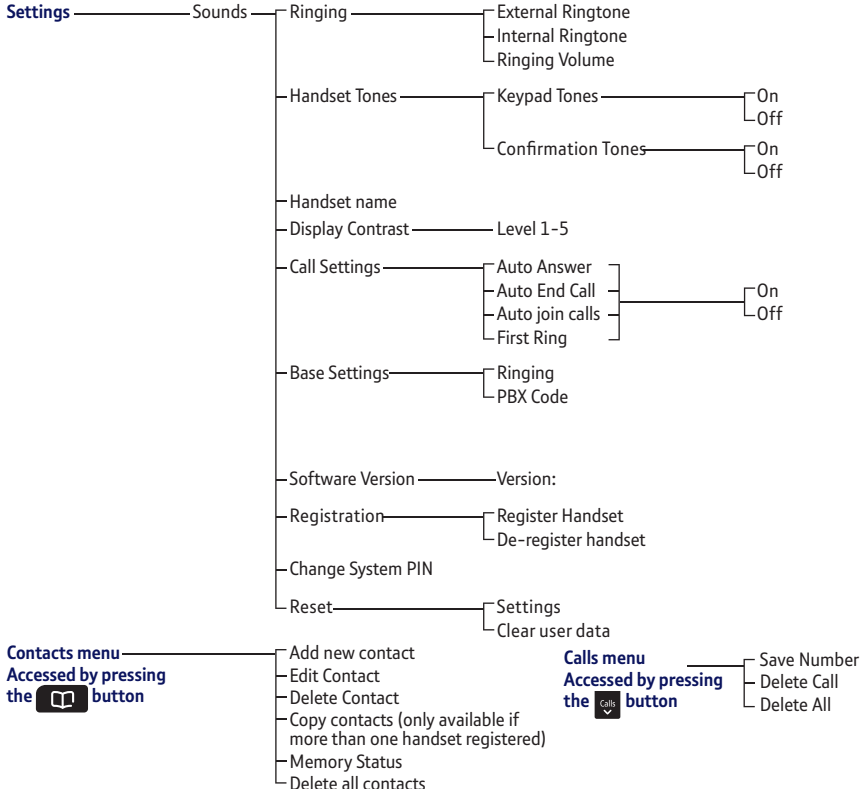 Settings
Sounds
Ringing
External Ringtone
Internal Ringtone
Ringing Volume
Handset Tones
Keypad Tones
On
Off
Confirmation Tones
On
Off
Handset name
Display Contrast
Level 1-5
Call Settings
Auto Answer
Auto End Call
Auto join calls
First Ring
On
Off
Base Settings
Ringing
PBX Code
Software Version
Version:
Registration
Register Handset
De-register handset
Change System PIN
Reset
Settings
Clear user data
Contacts menu
Accessed by pressing
the button
Add new contact
Edit Contact
Delete Contact
Copy contacts (only available if
more than one handset registered)
Memory Status
Delete all contacts
Calls menu
Accessed by pressing
the Calls button
Save Number
Delete Call
Delete All